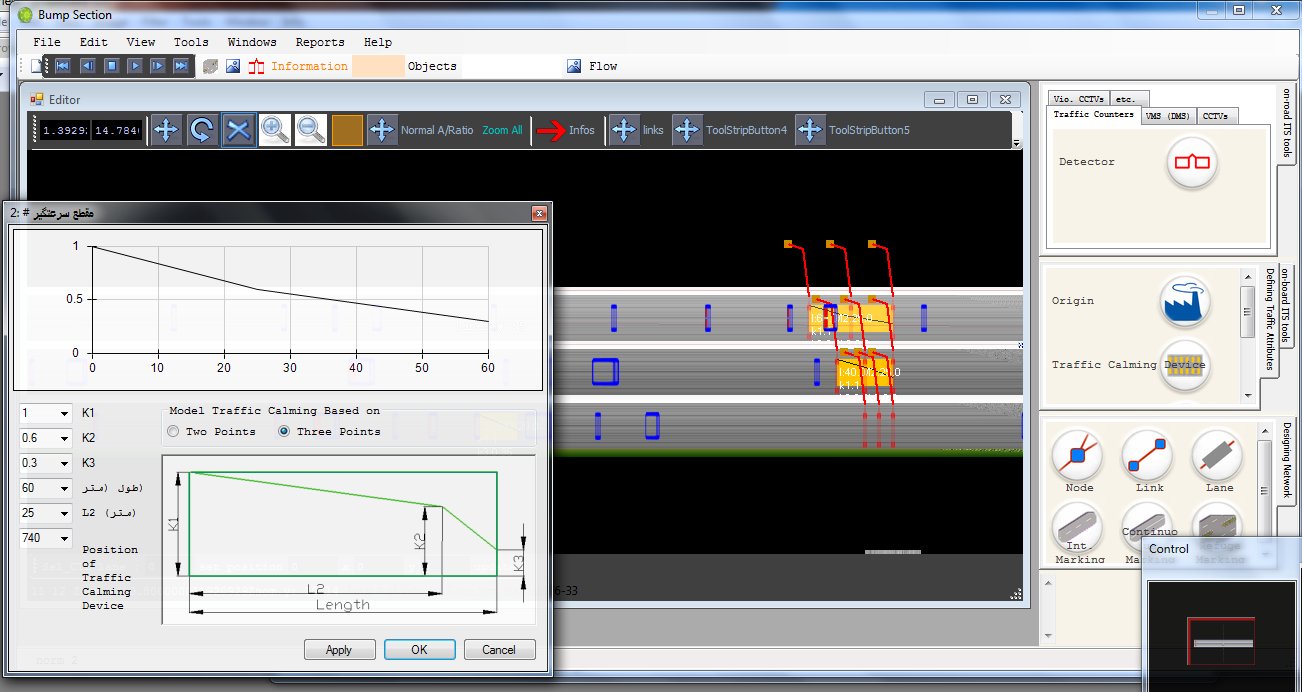 Bump Section
File Edit View Tools Windows Reports Help
Information Objects Flow
Editor
14.784
Normal A/Ratio Zoom All Infos links ToolStripButton4 ToolStripButton5
Vio. CCTVs etc.
Traffic Counters VMS (DMS) CCTVs
Detector
on-road ITS tools
Origin
Traffic Calming Device
Defining Traffic Attributes
on-board ITS tools
Node Link Lane
Int. Marking
Designing Network
Control
مقطع سرعتگیر # :2
1
0.5
0
0 10 20 30 40 50 60
1 K1
0.6 K2
0.3 K3
60 طول (متر)
25 L2 (متر)
740
Position
of
Traffic
Calming
Device
Model Traffic Calming Based on
Two Points Three Points
K1
K2
K3
L2
Length
Apply OK Cancel